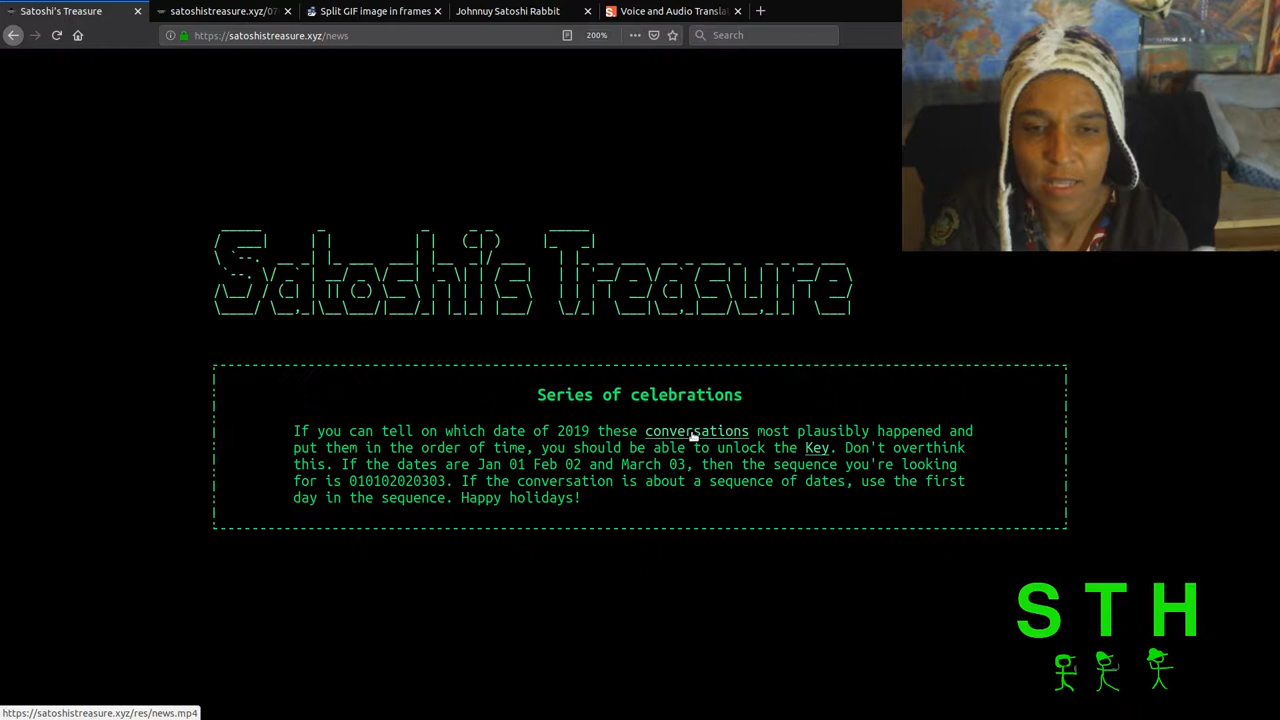 Satoshi's Treasure
satoshistreasure.xyz/07
Split GIF image in frames
Johnnuy Satoshi Rabbit
Voice and Audio Translat
https://satoshistreasure.xyz/news
200%
Search
Satoshi's Treasure
Series of celebrations
If you can tell on which date of 2019 these conversations most plausibly happened and
put them in the order of time, you should be able to unlock the Key. Don't overthink
this. If the dates are Jan 01 Feb 02 and March 03, then the sequence you're looking
for is 010102020303. If the conversation is about a sequence of dates, use the first
day in the sequence. Happy holidays!
STH
https://satoshistreasure.xyz/res/news.mp4